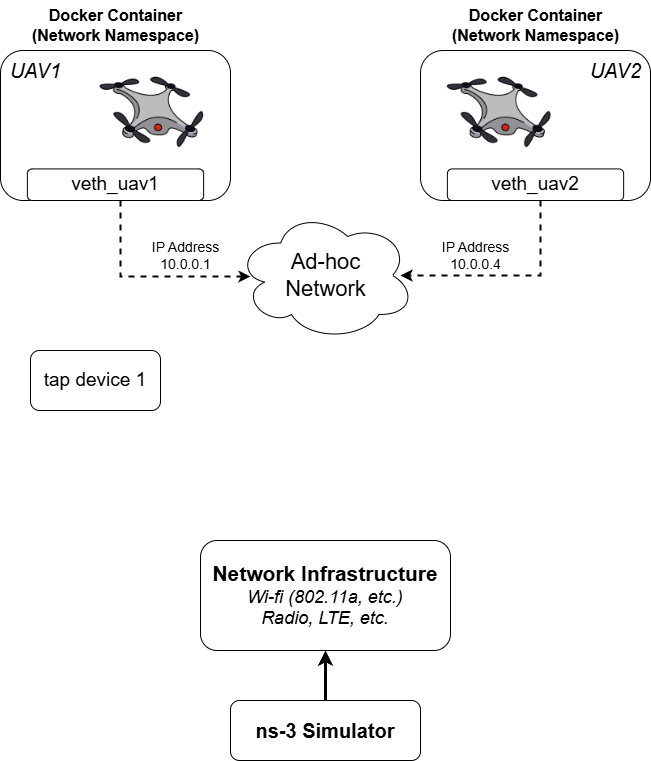 Docker Container
(Network Namespace)
Docker Container
(Network Namespace)
UAV1
UAV2
veth_uav1
veth_uav2
IP Address
10.0.0.1
IP Address
10.0.0.4
Ad-hoc
Network
tap device 1
Network Infrastructure
Wi-fi (802.11a, etc.)
Radio, LTE, etc.
ns-3 Simulator